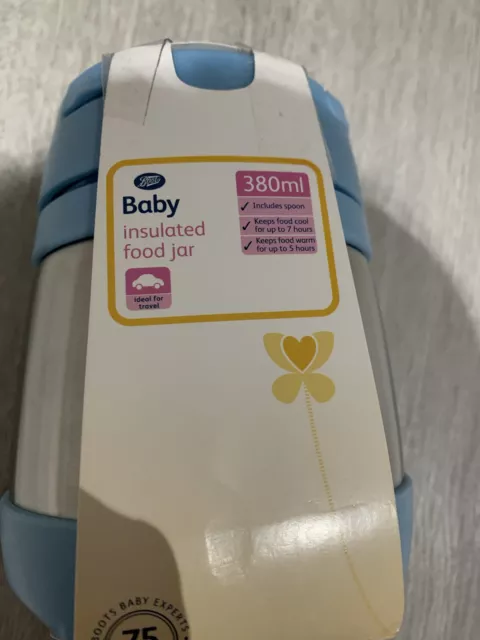 Boots
Baby
insulated
food jar
ideal for
travel
380ml
✓ Includes spoon
✓ Keeps food cool
for up to 7 hours
✓ Keeps food warm
for up to 5 hours
BOOTS BABY EXPERTS
75